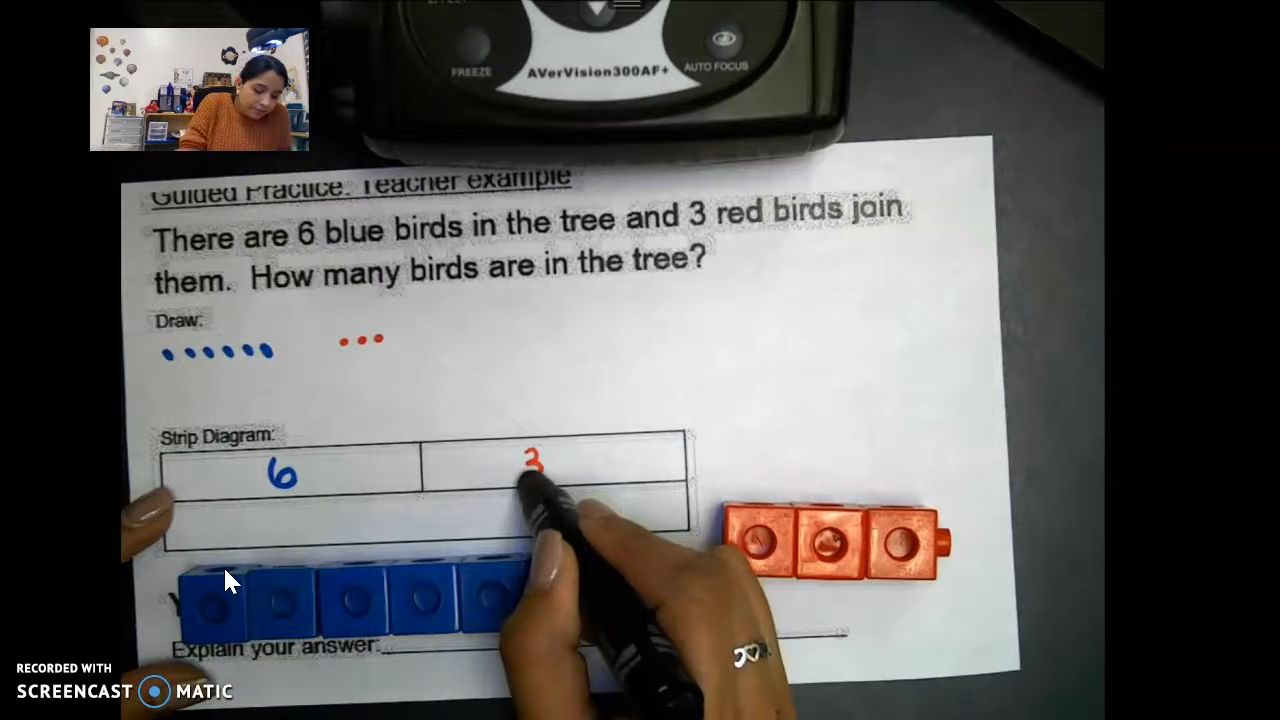 FREEZE
AVerVision300AF+
AUTO FOCUS
Guided Practice: Teacher example
There are 6 blue birds in the tree and 3 red birds join
them. How many birds are in the tree?
Draw:
Strip Diagram:
6 3
Explain your answer:
RECORDED WITH
SCREENCAST MATIC